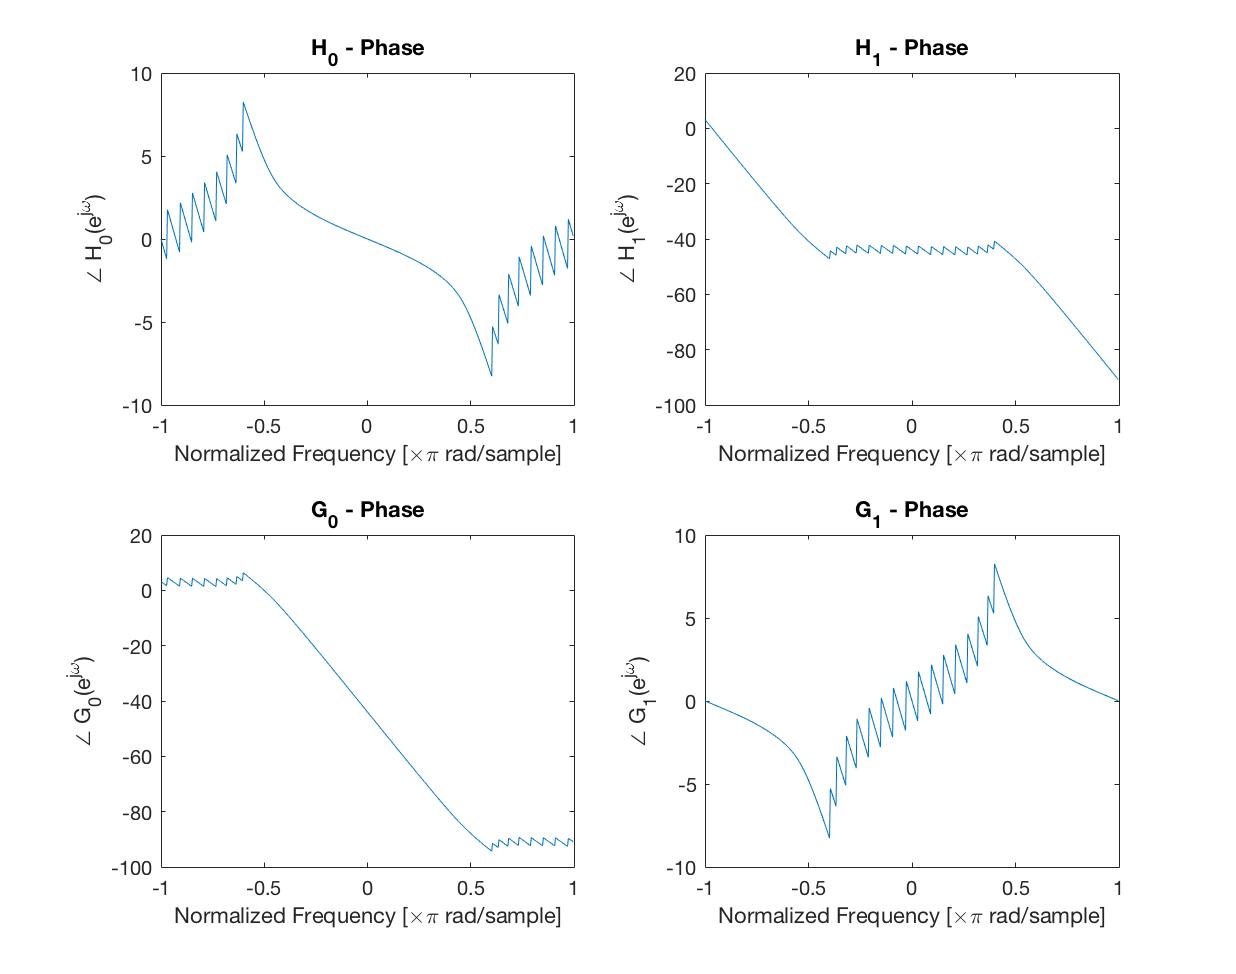 H₀ - Phase
10
5
0
-5
-10
∠ H₀(e^jω)
-1 -0.5 0 0.5 1
Normalized Frequency [×π rad/sample]
H₁ - Phase
20
0
-20
-40
-60
-80
-100
∠ H₁(e^jω)
-1 -0.5 0 0.5 1
Normalized Frequency [×π rad/sample]
G₀ - Phase
20
0
-20
-40
-60
-80
-100
∠ G₀(e^jω)
-1 -0.5 0 0.5 1
Normalized Frequency [×π rad/sample]
G₁ - Phase
10
5
0
-5
-10
∠ G₁(e^jω)
-1 -0.5 0 0.5 1
Normalized Frequency [×π rad/sample]